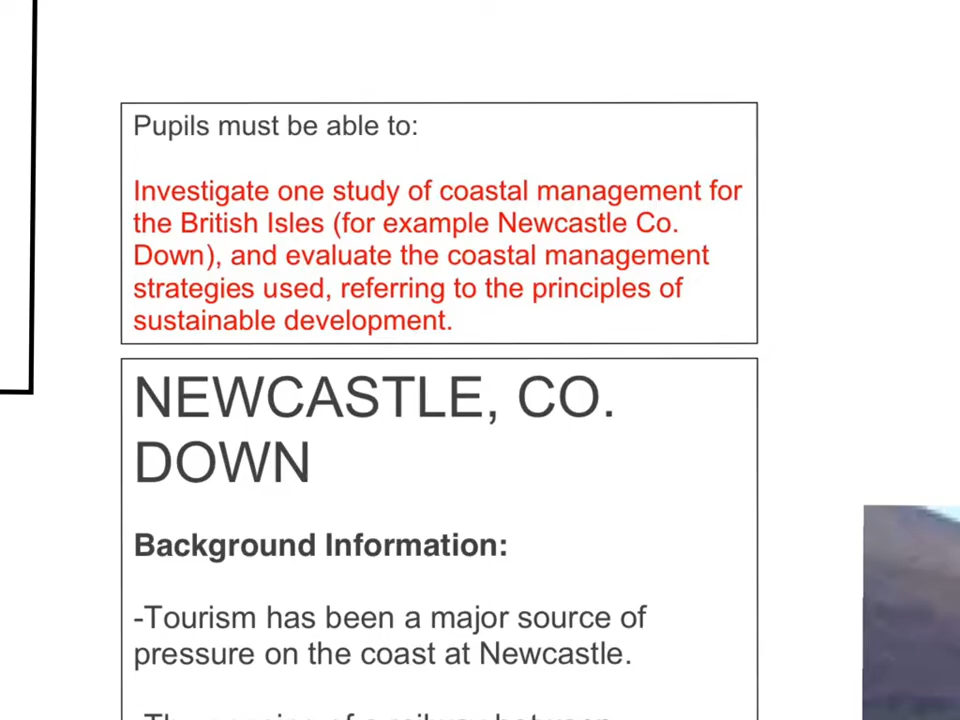 Pupils must be able to:
Investigate one study of coastal management for
the British Isles (for example Newcastle Co.
Down), and evaluate the coastal management
strategies used, referring to the principles of
sustainable development.
NEWCASTLE, CO.
DOWN
Background Information:
-Tourism has been a major source of
pressure on the coast at Newcastle.